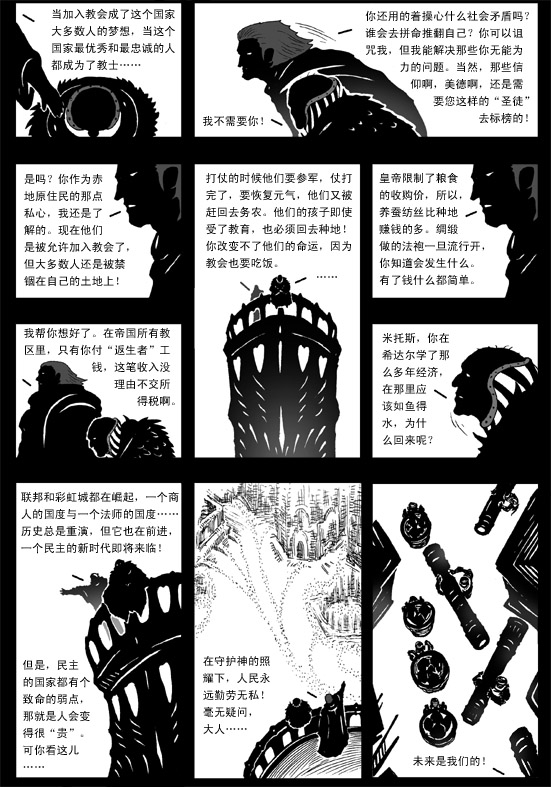 当加入教会成了这个国家
大多数人的梦想，当这个
国家最优秀和最忠诚的人
都成为了教士……
你还用的着操心什么社会矛盾吗？
谁会去拼命推翻自己？你可以诅
咒我，但我能解决那些你无能为
力的问题。当然，那些信
仰啊，美德啊，还是需
要您这样的“圣徒”
去标榜的！
我不需要你！
是吗？你作为赤
地原住民的那点
私心，我还是了
解的。现在他们
是被允许加入教会了，
但大多数人还是被禁
锢在自己的土地上！
打仗的时候他们要参军，仗打
完了，要恢复元气，他们又被
赶回去务农。他们的孩子即使
受了教育，也必须回去种地！
你改变不了他们的命运，因为
教会也要吃饭。
……
皇帝限制了粮食
的收购价，所以，
养蚕纺丝比种地
赚钱的多。绸缎
做的法袍一旦流行开，
你知道会发生什么。
有了钱什么都简单。
我帮你想好了。在帝国所有教
区里，只有你付“返生者”工
钱，这笔收入没
理由不交所
得税啊。
米托斯，你在
希达尔学了那
么多年经济，
在那里应
该如鱼得
水，为什
么回来呢？
联邦和彩虹城都在崛起，一个商
人的国度与一个法师的国度……
历史总是重演，但它也在前进，
一个民主的新时代即将来临！
但是，民主
的国家都有个
致命的弱点，
那就是人会变
得很“贵”。
可你看这儿
……
在守护神的照
耀下，人民永
远勤劳无私！
毫无疑问，
大人……
未来是我们的！